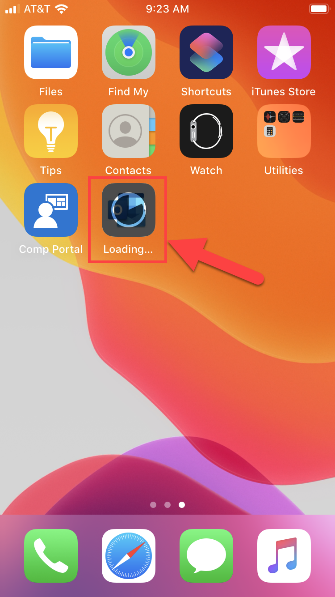 AT&T
9:23 AM
Files
Find My
Shortcuts
iTunes Store
Tips
Contacts
Watch
Utilities
Comp Portal
Loading...